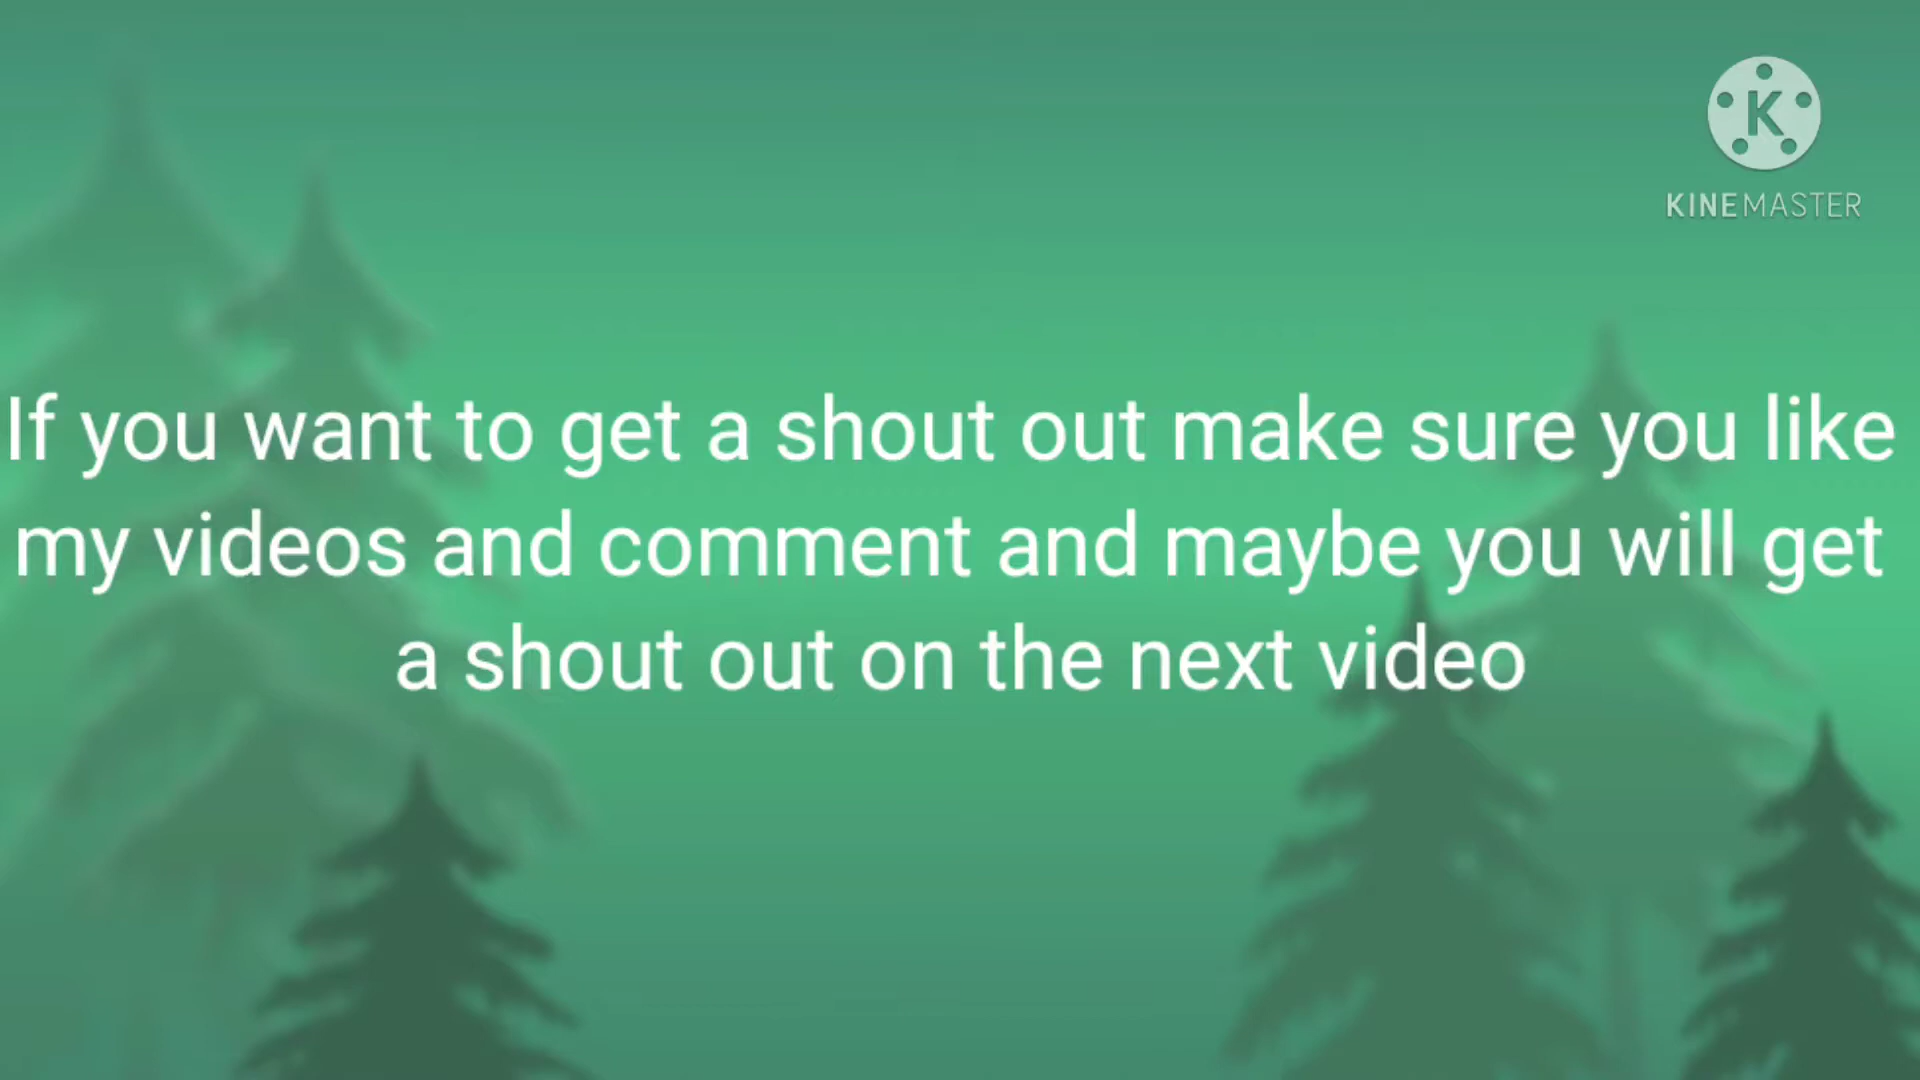 K
KINEMASTER
If you want to get a shout out make sure you like
my videos and comment and maybe you will get
a shout out on the next video